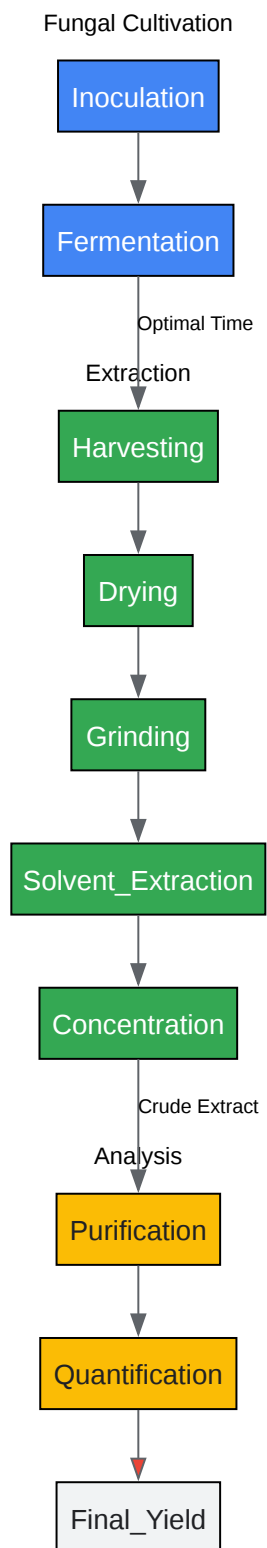 Fungal Cultivation
Inoculation
Fermentation
Optimal Time
Extraction
Harvesting
Drying
Grinding
Solvent_Extraction
Concentration
Crude Extract
Analysis
Purification
Quantification
Final_Yield